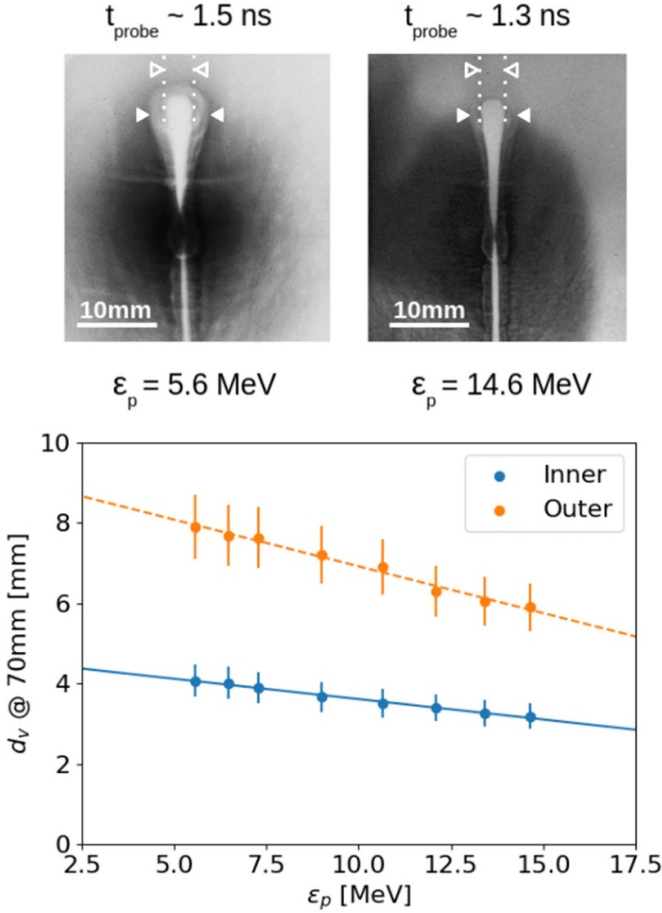 t_probe ~ 1.5 ns
t_probe ~ 1.3 ns
10mm
10mm
ε_p = 5.6 MeV
ε_p = 14.6 MeV
10
8
6
4
2
0
d_v @ 70mm [mm]
Inner
Outer
2.5 5.0 7.5 10.0 12.5 15.0 17.5
ε_p [MeV]